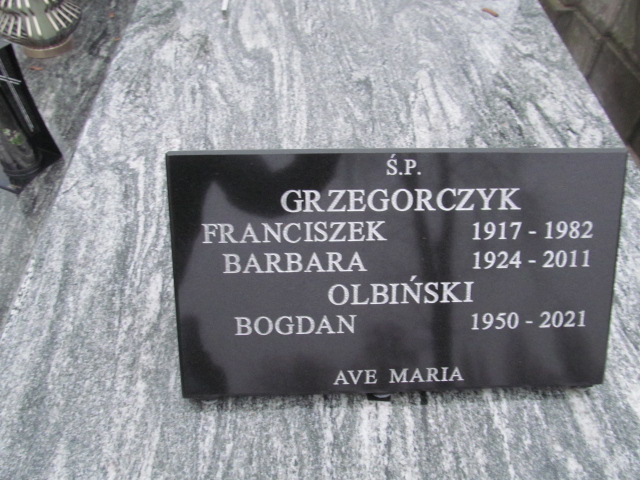 Ś.P.
GRZEGORCZYK
FRANCISZEK 1917 - 1982
BARBARA 1924 - 2011
OLBIŃSKI
BOGDAN 1950 - 2021
AVE MARIA